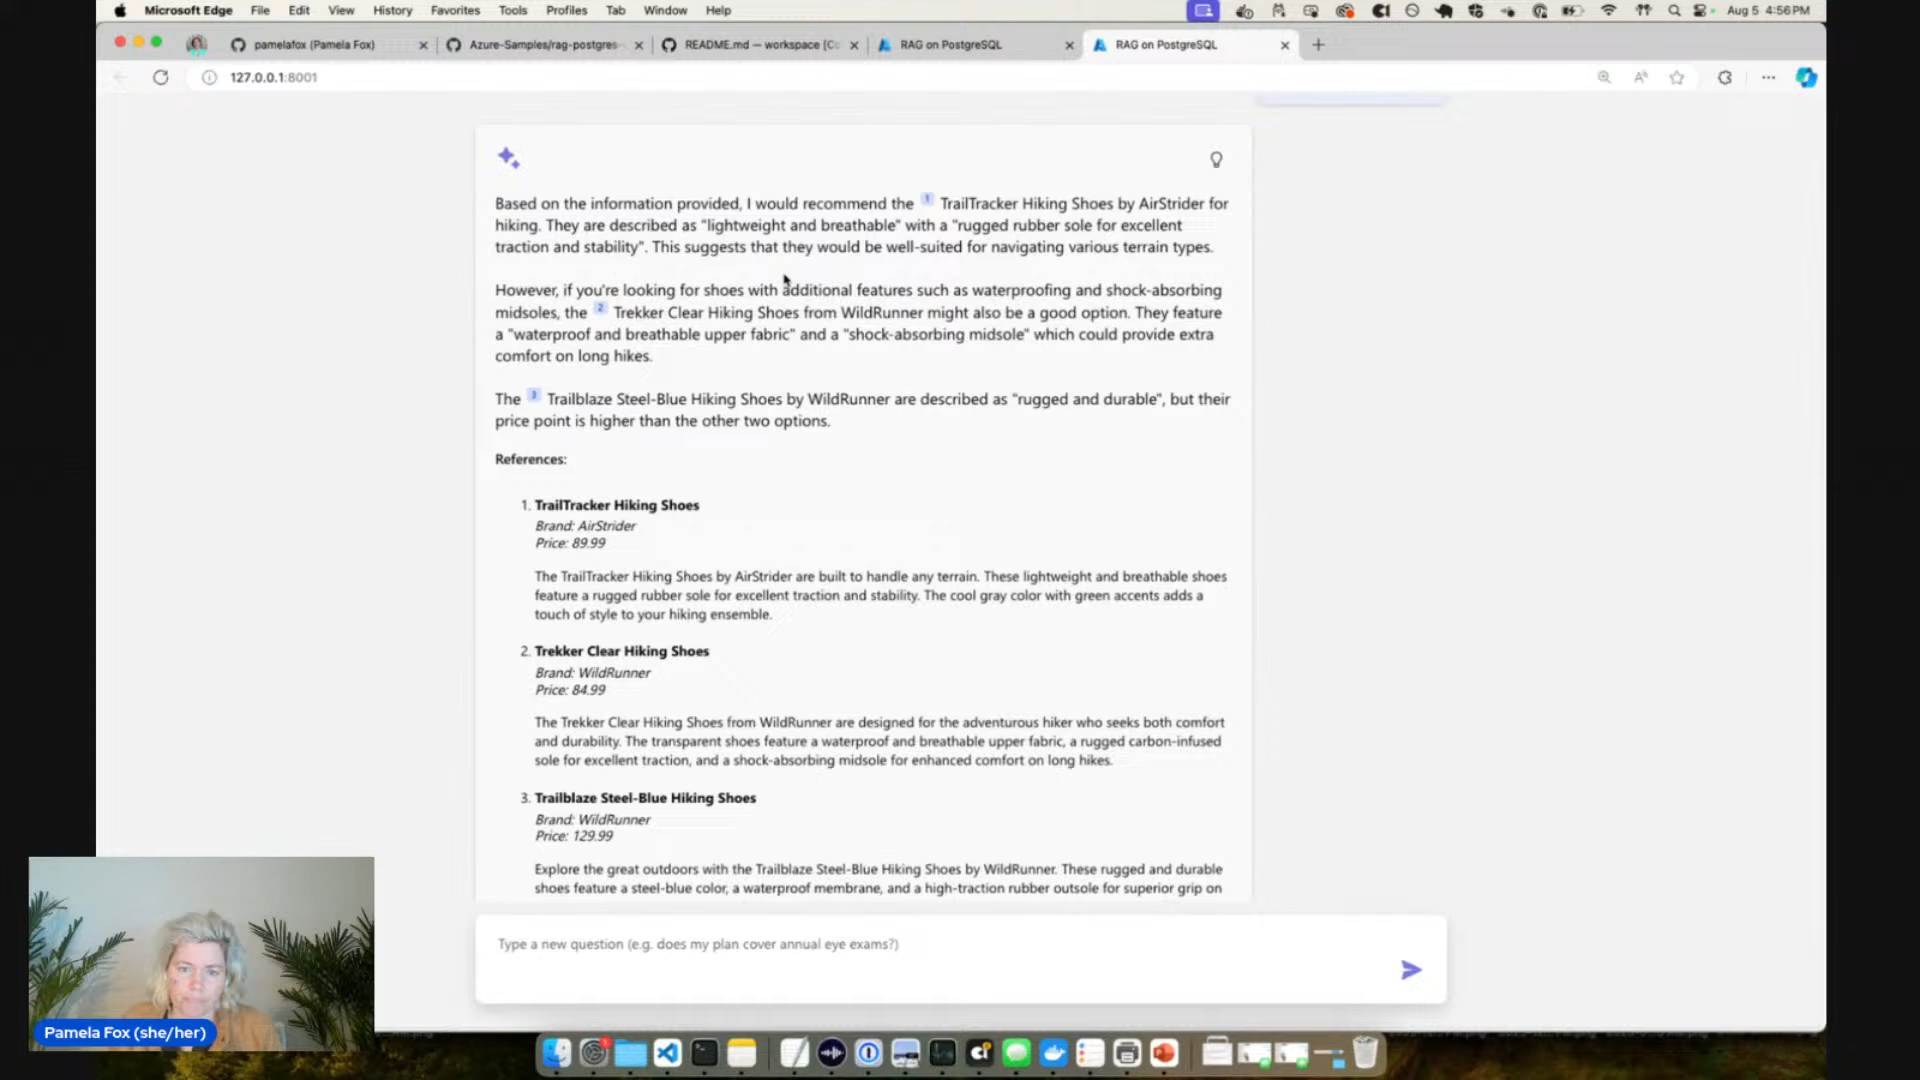 Microsoft Edge File Edit View History Favorites Tools Profiles Tab Window Help
Aug 5 4:56 PM
pamelafox (Pamela Fox)
Azure-Samples/rag-postgres-
README.md — workspace [Co
RAG on PostgreSQL
RAG on PostgreSQL
127.0.0.1:8001
Based on the information provided, I would recommend the 1 TrailTracker Hiking Shoes by AirStrider for
hiking. They are described as "lightweight and breathable" with a "rugged rubber sole for excellent
traction and stability". This suggests that they would be well-suited for navigating various terrain types.
However, if you're looking for shoes with additional features such as waterproofing and shock-absorbing
midsoles, the 2 Trekker Clear Hiking Shoes from WildRunner might also be a good option. They feature
a "waterproof and breathable upper fabric" and a "shock-absorbing midsole" which could provide extra
comfort on long hikes.
The 3 Trailblaze Steel-Blue Hiking Shoes by WildRunner are described as "rugged and durable", but their
price point is higher than the other two options.
References:
1. TrailTracker Hiking Shoes
Brand: AirStrider
Price: 89.99
The TrailTracker Hiking Shoes by AirStrider are built to handle any terrain. These lightweight and breathable shoes
feature a rugged rubber sole for excellent traction and stability. The cool gray color with green accents adds a
touch of style to your hiking ensemble.
2. Trekker Clear Hiking Shoes
Brand: WildRunner
Price: 84.99
The Trekker Clear Hiking Shoes from WildRunner are designed for the adventurous hiker who seeks both comfort
and durability. The transparent shoes feature a waterproof and breathable upper fabric, a rugged carbon-infused
sole for excellent traction, and a shock-absorbing midsole for enhanced comfort on long hikes.
3. Trailblaze Steel-Blue Hiking Shoes
Brand: WildRunner
Price: 129.99
Explore the great outdoors with the Trailblaze Steel-Blue Hiking Shoes by WildRunner. These rugged and durable
shoes feature a steel-blue color, a waterproof membrane, and a high-traction rubber outsole for superior grip on
Type a new question (e.g. does my plan cover annual eye exams?)
Pamela Fox (she/her)